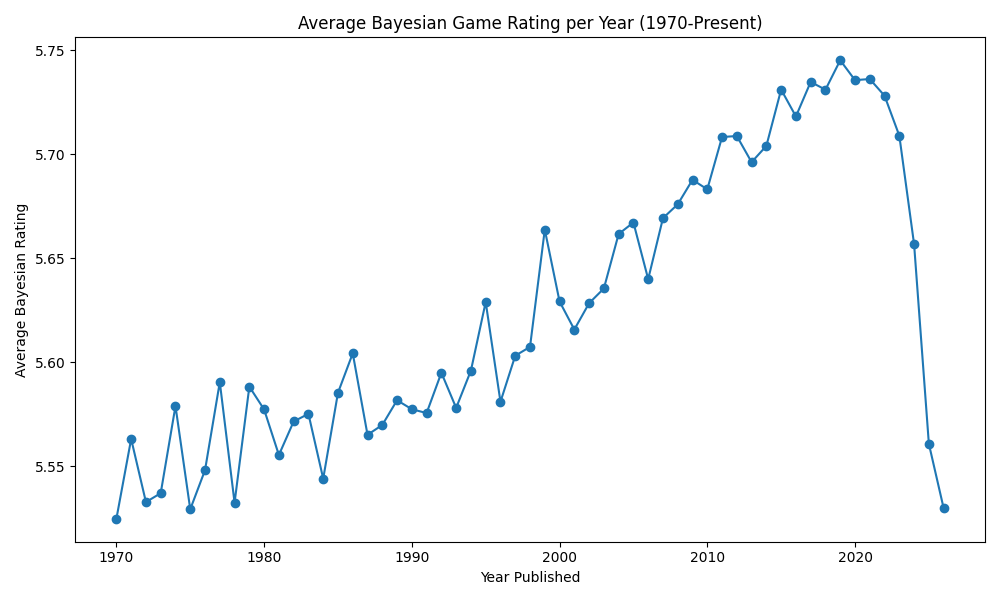 Average Bayesian Game Rating per Year (1970-Present)
5.75
5.70
5.65
5.60
5.55
Average Bayesian Rating
1970 1980 1990 2000 2010 2020
Year Published